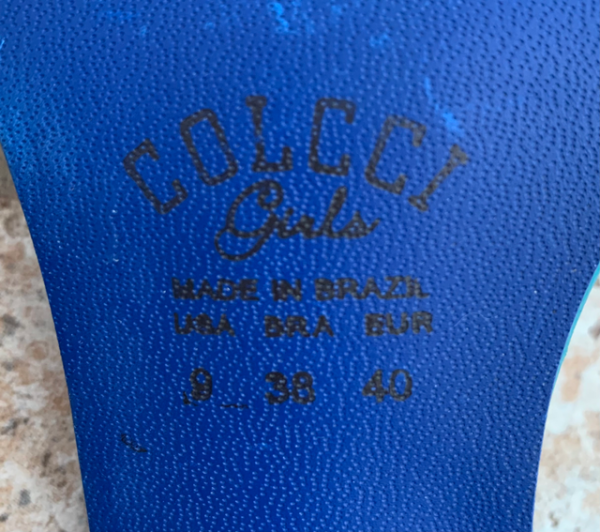 COLCCI
Girls
MADE IN BRAZIL
USA BRA EUR
9 38 40